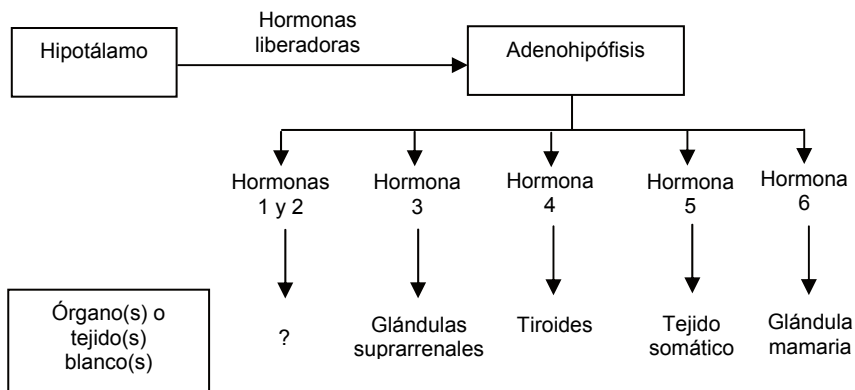 Hormonas
liberadoras
Hipotálamo
Adenohipófisis
Hormonas
1 y 2
Hormona
3
Hormona
4
Hormona
5
Hormona
6
Órgano(s) o
tejido(s)
blanco(s)
?
Glándulas
suprarrenales
Tiroides
Tejido
somático
Glándula
mamaria